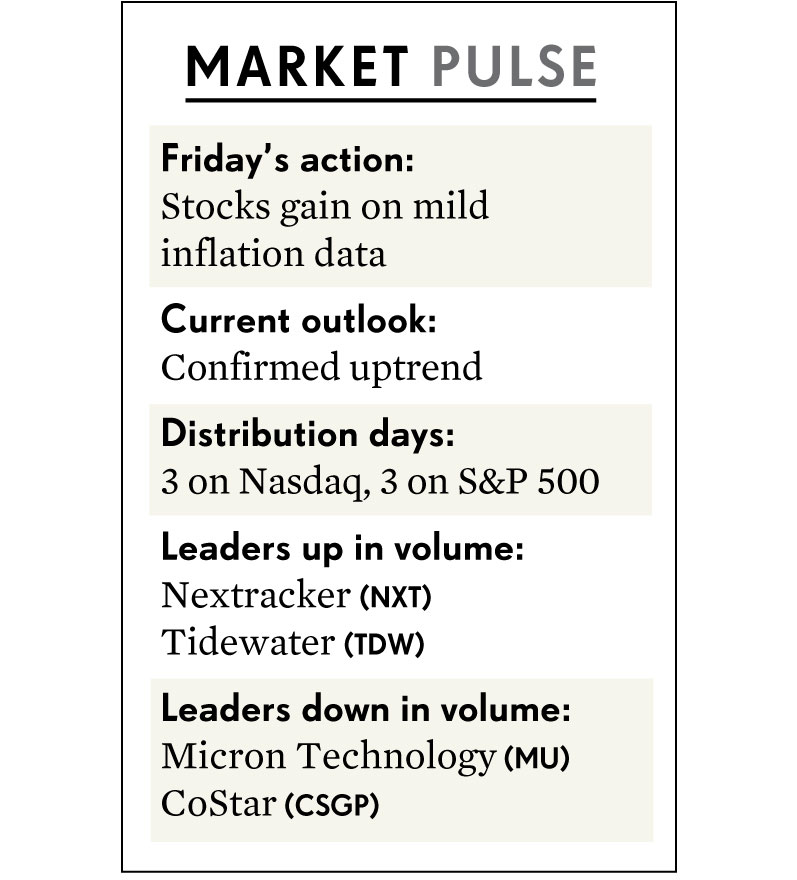 MARKET PULSE
Friday’s action:
Stocks gain on mild
inflation data
Current outlook:
Confirmed uptrend
Distribution days:
3 on Nasdaq, 3 on S&P 500
Leaders up in volume:
Nextracker (NXT)
Tidewater (TDW)
Leaders down in volume:
Micron Technology (MU)
CoStar (CSGP)